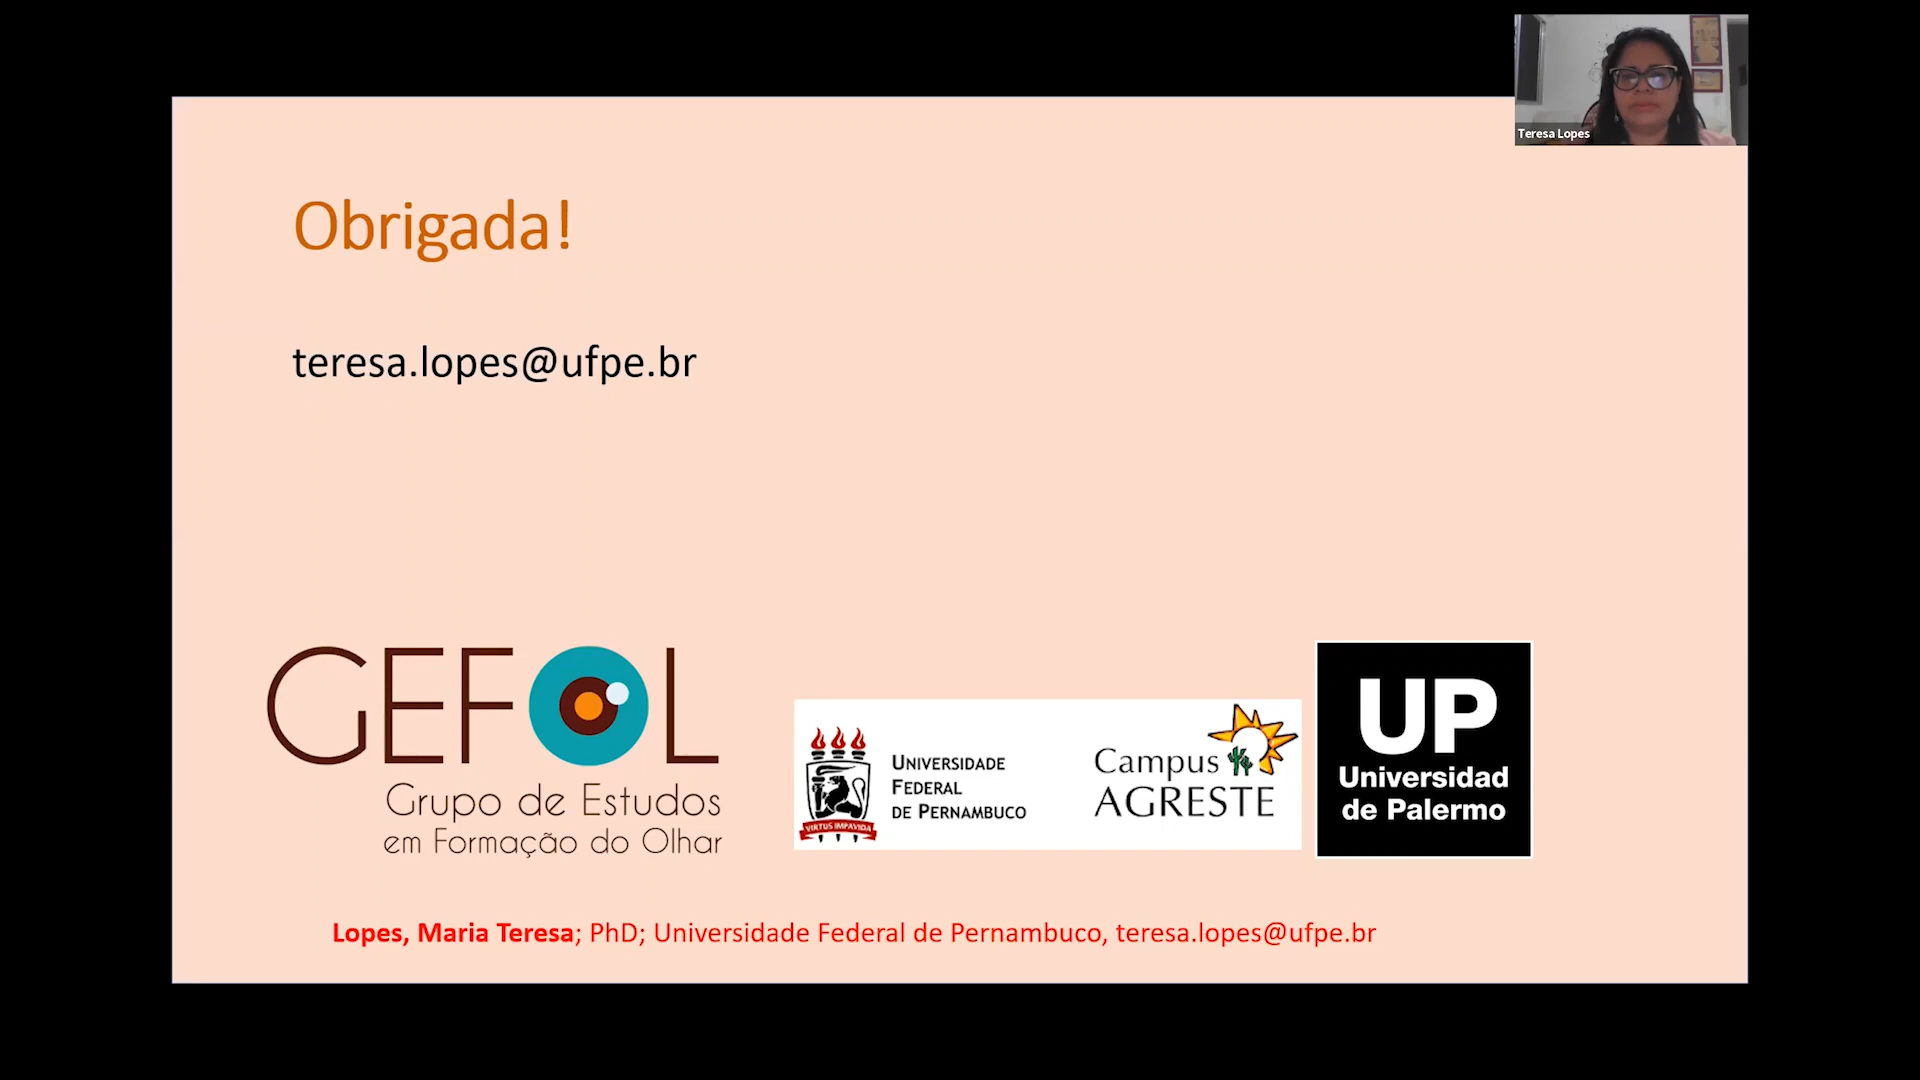 Teresa Lopes
Obrigada!
teresa.lopes@ufpe.br
GEFOL
Grupo de Estudos
em Formação do Olhar
VIRTUS IMPAVIDA
UNIVERSIDADE
FEDERAL
DE PERNAMBUCO
Campus
AGRESTE
UP
Universidad
de Palermo
Lopes, Maria Teresa; PhD; Universidade Federal de Pernambuco, teresa.lopes@ufpe.br